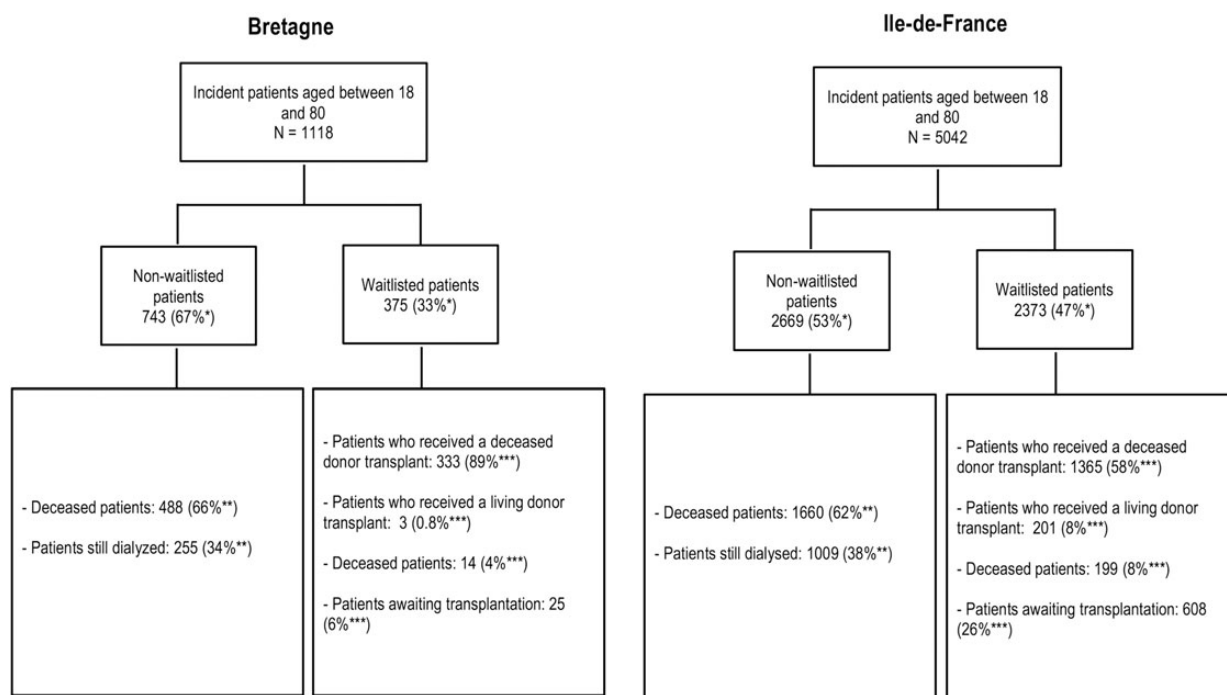 Bretagne
Incident patients aged between 18
and 80
N = 1118
Non-waitlisted
patients
743 (67%*)
Waitlisted patients
375 (33%*)
- Deceased patients: 488 (66%**)
- Patients still dialyzed: 255 (34%**)
- Patients who received a deceased
donor transplant: 333 (89%***)
- Patients who received a living donor
transplant: 3 (0.8%***)
- Deceased patients: 14 (4%***)
- Patients awaiting transplantation: 25
(6%***)
Ile-de-France
Incident patients aged between 18
and 80
N = 5042
Non-waitlisted
patients
2669 (53%*)
Waitlisted patients
2373 (47%*)
- Deceased patients: 1660 (62%**)
- Patients still dialysed: 1009 (38%**)
- Patients who received a deceased
donor transplant: 1365 (58%***)
- Patients who received a living donor
transplant: 201 (8%***)
- Deceased patients: 199 (8%***)
- Patients awaiting transplantation: 608
(26%***)